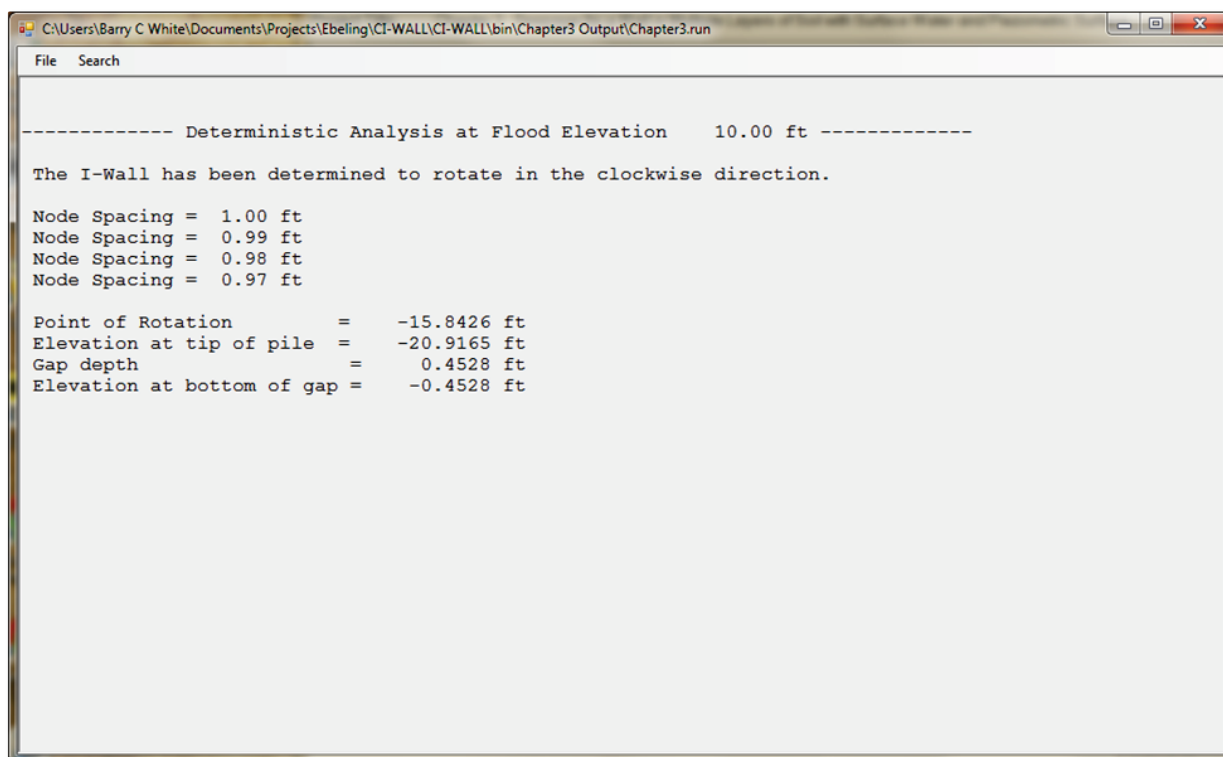 C:\Users\Barry C White\Documents\Projects\Ebeling\CI-WALL\CI-WALL\bin\Chapter3 Output\Chapter3.run
File Search
------------- Deterministic Analysis at Flood Elevation 10.00 ft -------------
The I-Wall has been determined to rotate in the clockwise direction.
Node Spacing = 1.00 ft
Node Spacing = 0.99 ft
Node Spacing = 0.98 ft
Node Spacing = 0.97 ft
Point of Rotation = -15.8426 ft
Elevation at tip of pile = -20.9165 ft
Gap depth = 0.4528 ft
Elevation at bottom of gap = -0.4528 ft